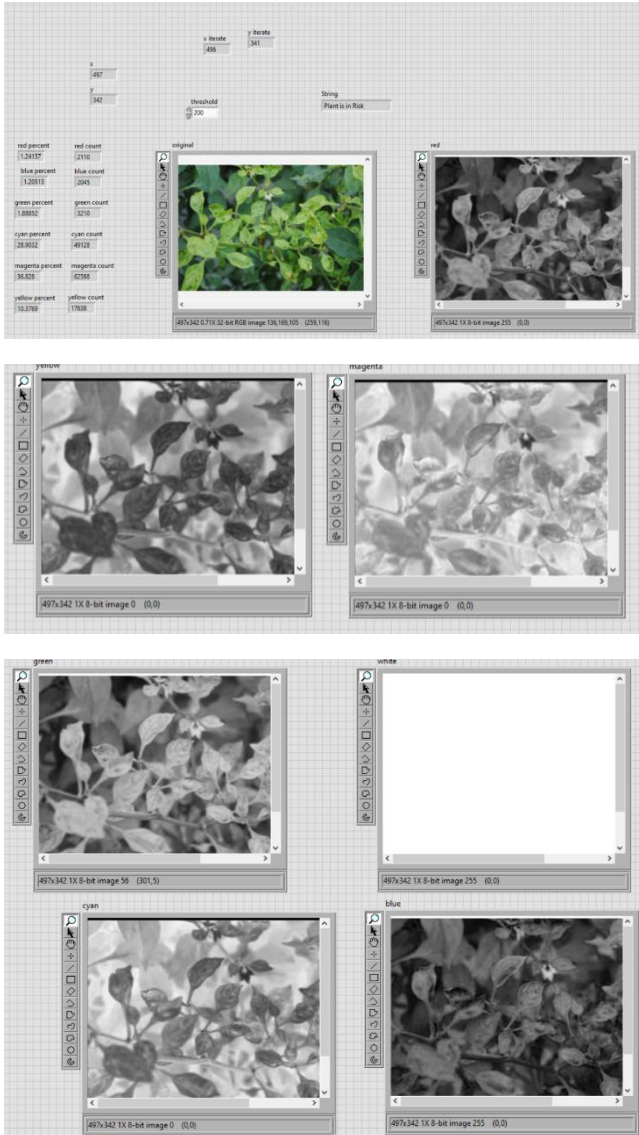 x iterate
y iterate
496
341
x
497
y
342
threshold
200
String
Plant is in Risk
red percent
red count
1.24137
2110
blue percent
blue count
1.20313
2045
green percent
green count
1.88852
3210
cyan percent
cyan count
28.9032
49128
magenta percent
magenta count
36.828
yellow percent
yellow count
10.3769
17638
original
497x342 0.71X 32-bit RGB image 136,169,105 (259,116)
red
497x342 1X 8-bit image 255 (0,0)
yellow
497x342 1X 8-bit image 0 (0,0)
magenta
497x342 1X 8-bit image 0 (0,0)
green
497x342 1X 8-bit image 56 (301,5)
white
497x342 1X 8-bit image 255 (0,0)
cyan
497x342 1X 8-bit image 0 (0,0)
blue
497x342 1X 8-bit image 255 (0,0)